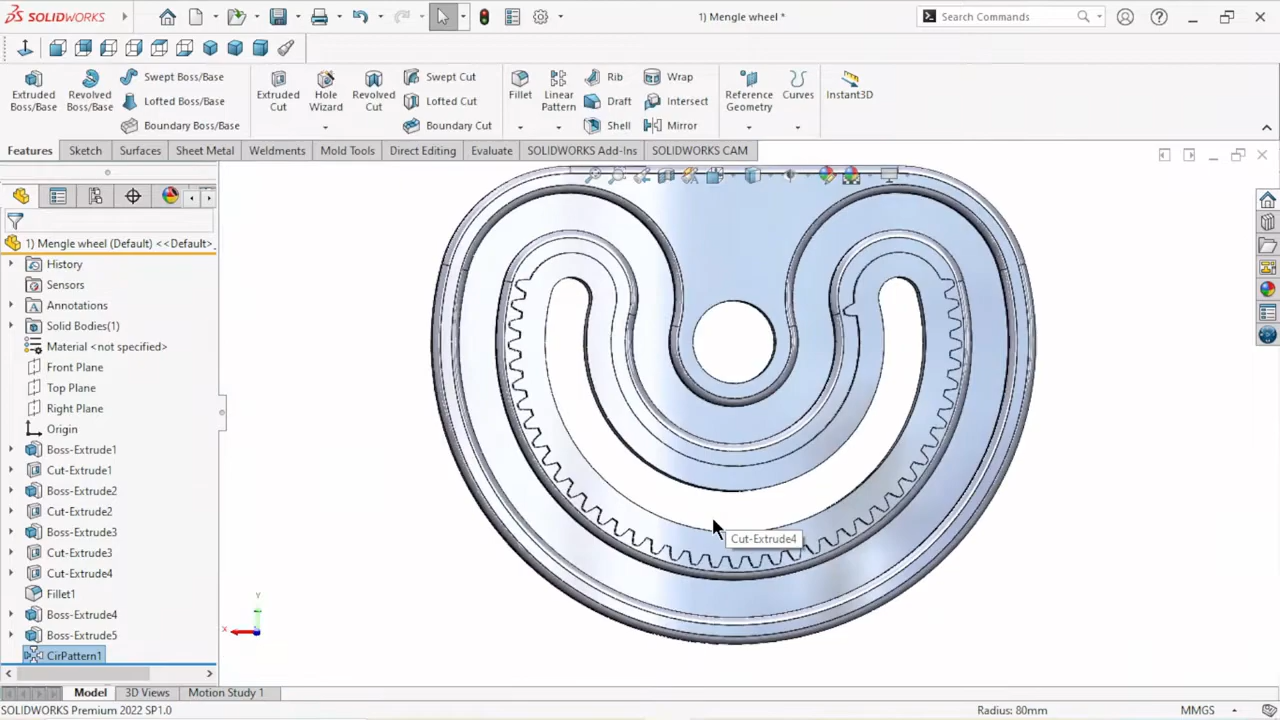 SOLIDWORKS
1) Mengle wheel *
Search Commands
Extruded Boss/Base
Revolved Boss/Base
Swept Boss/Base
Lofted Boss/Base
Boundary Boss/Base
Extruded Cut
Hole Wizard
Revolved Cut
Swept Cut
Lofted Cut
Boundary Cut
Fillet
Linear Pattern
Rib
Draft
Shell
Wrap
Intersect
Mirror
Reference Geometry
Curves
Instant3D
Features
Sketch
Surfaces
Sheet Metal
Weldments
Mold Tools
Direct Editing
Evaluate
SOLIDWORKS Add-Ins
SOLIDWORKS CAM
1) Mengle wheel (Default) <<Default>_
History
Sensors
Annotations
Solid Bodies(1)
Material <not specified>
Front Plane
Top Plane
Right Plane
Origin
Boss-Extrude1
Cut-Extrude1
Boss-Extrude2
Cut-Extrude2
Boss-Extrude3
Cut-Extrude3
Cut-Extrude4
Fillet1
Boss-Extrude4
Boss-Extrude5
CirPattern1
Cut-Extrude4
Y
X
Model
3D Views
Motion Study 1
SOLIDWORKS Premium 2022 SP1.0
Radius: 80mm
MMGS